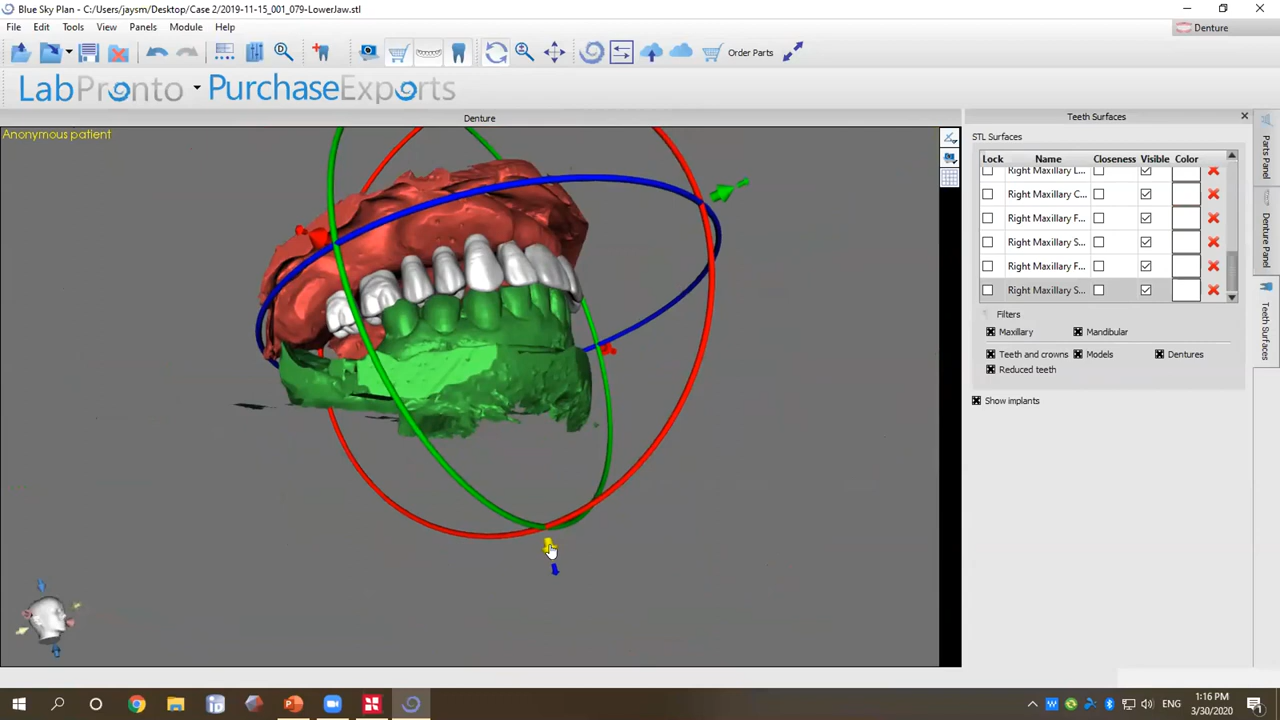 Blue Sky Plan - C:/Users/jaysm/Desktop/Case 2/2019-11-15_001_079-LowerJaw.stl
File Edit Tools View Panels Module Help
Denture
Order Parts
LabPronto PurchaseExports
Denture
Teeth Surfaces
Anonymous patient
STL Surfaces
Lock Name Closeness Visible Color
Right Maxillary L...
Right Maxillary C...
Right Maxillary F...
Right Maxillary S...
Right Maxillary F...
Right Maxillary S...
Filters
Maxillary Mandibular
Teeth and crowns Models Dentures
Reduced teeth
Show implants
Parts Panel
Denture Panel
Teeth Surfaces
1:16 PM
3/30/2020